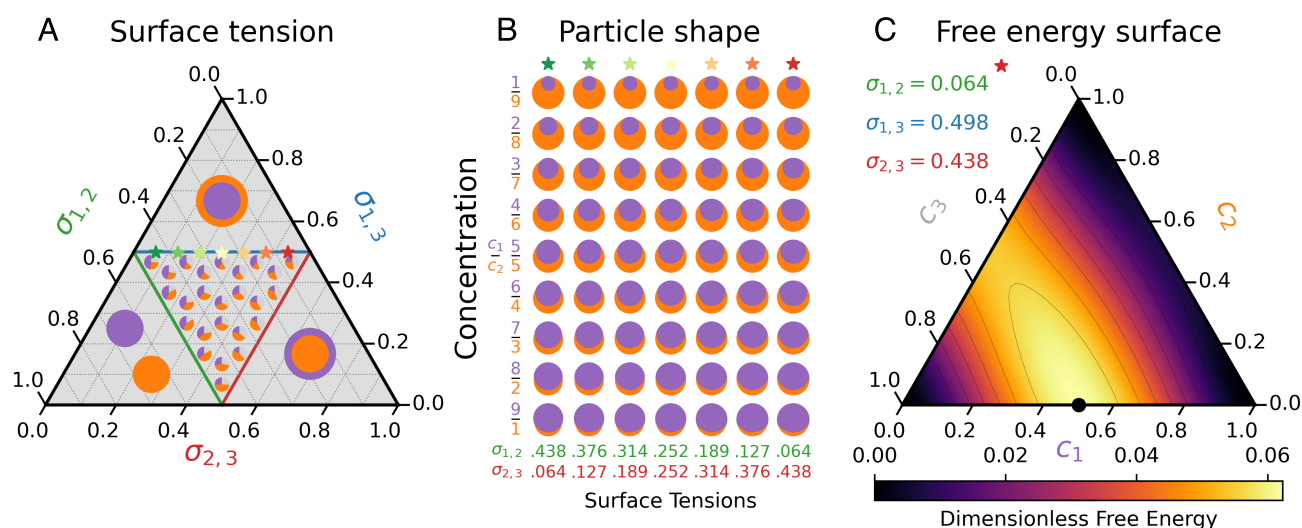 A Surface tension
0.0
1.0
0.2
0.8
0.4
0.6
σ1,2
σ1,3
0.6
0.4
0.8
0.2
1.0
0.0
0.0 0.2 0.4 0.6 0.8 1.0
σ2,3
B Particle shape
Concentration
1
9
2
8
3
7
4
6
c1 5
c2 5
6
4
7
3
8
2
9
1
σ1,2 .438 .376 .314 .252 .189 .127 .064
σ2,3 .064 .127 .189 .252 .314 .376 .438
Surface Tensions
C Free energy surface
σ1,2 = 0.064
σ1,3 = 0.498
σ2,3 = 0.438
0.0
1.0
0.2
0.8
0.4
0.6
c3
c2
0.6
0.4
0.8
0.2
1.0
0.0
0.0 0.2 0.4 0.6 0.8 1.0
c1
0.00 0.02 0.04 0.06
Dimensionless Free Energy